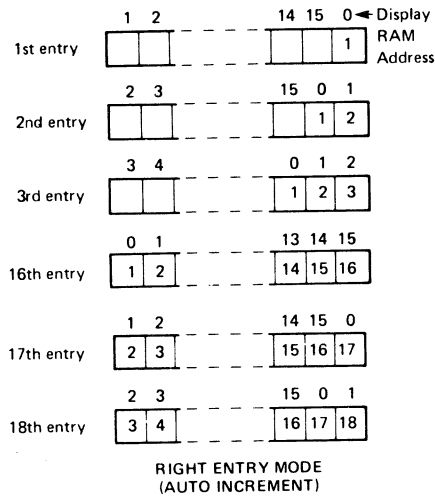 1 2 14 15 0 Display
RAM
1st entry 1 Address
2 3 15 0 1
2nd entry 1 2
3 4 0 1 2
3rd entry 1 2 3
0 1 13 14 15
16th entry 1 2 14 15 16
1 2 14 15 0
17th entry 2 3 15 16 17
2 3 15 0 1
18th entry 3 4 16 17 18
RIGHT ENTRY MODE
(AUTO INCREMENT)